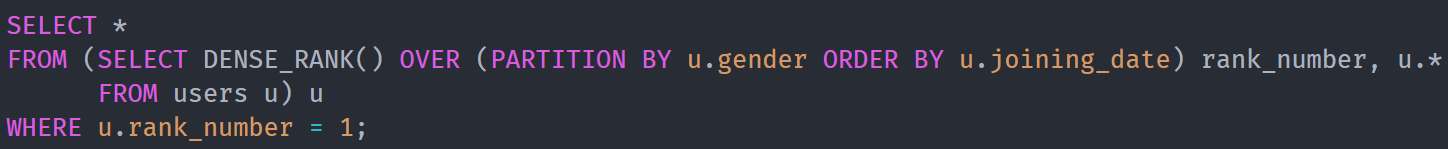 SELECT *
FROM (SELECT DENSE_RANK() OVER (PARTITION BY u.gender ORDER BY u.joining_date) rank_number, u.*
      FROM users u) u
WHERE u.rank_number = 1;